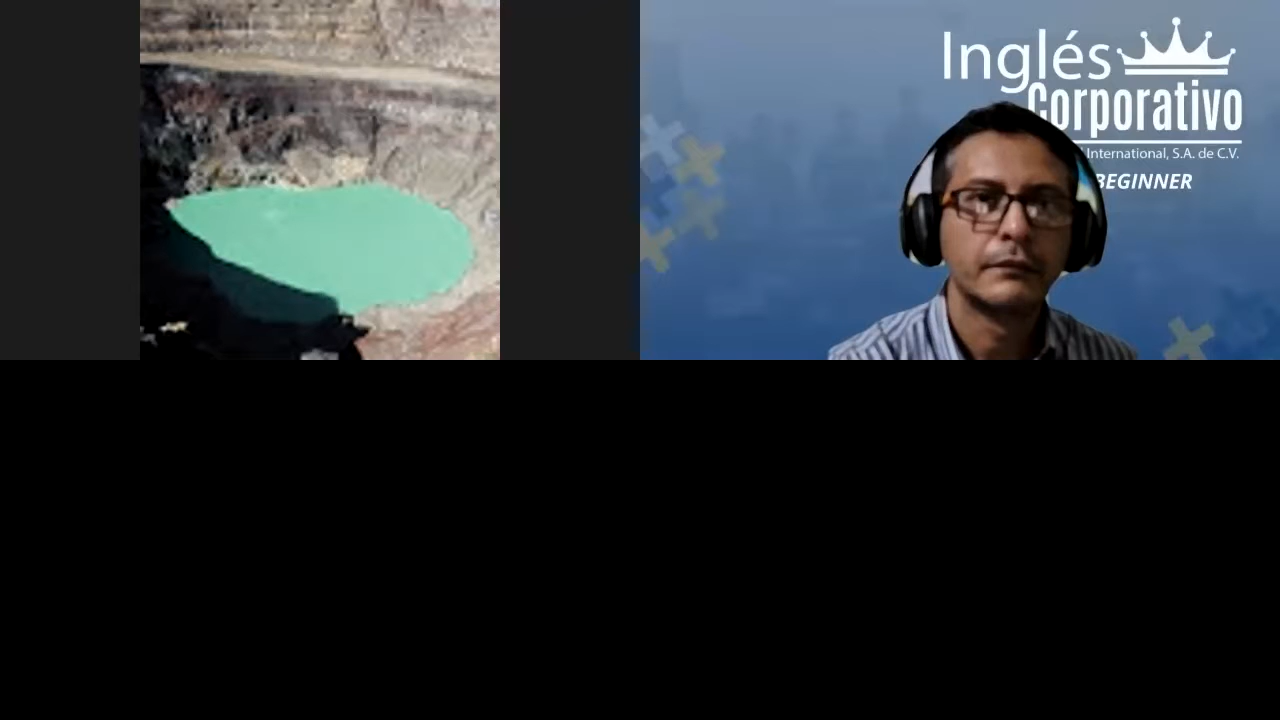 Inglés
Corporativo
International, S.A. de C.V.
BEGINNER